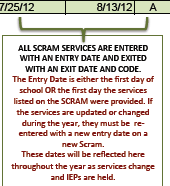 7/25/12 8/13/12 A
ALL SCRAM SERVICES ARE ENTERED
WITH AN ENTRY DATE AND EXITED
WITH AN EXIT DATE AND CODE.
The Entry Date is either the first day of
school OR the first day the services
listed on the SCRAM were provided. If
the services are updated or changed
during the year, they must be re-
entered with a new entry date on a
new Scram.
These dates will be reflected here
throughout the year as services change
and IEPs are held.